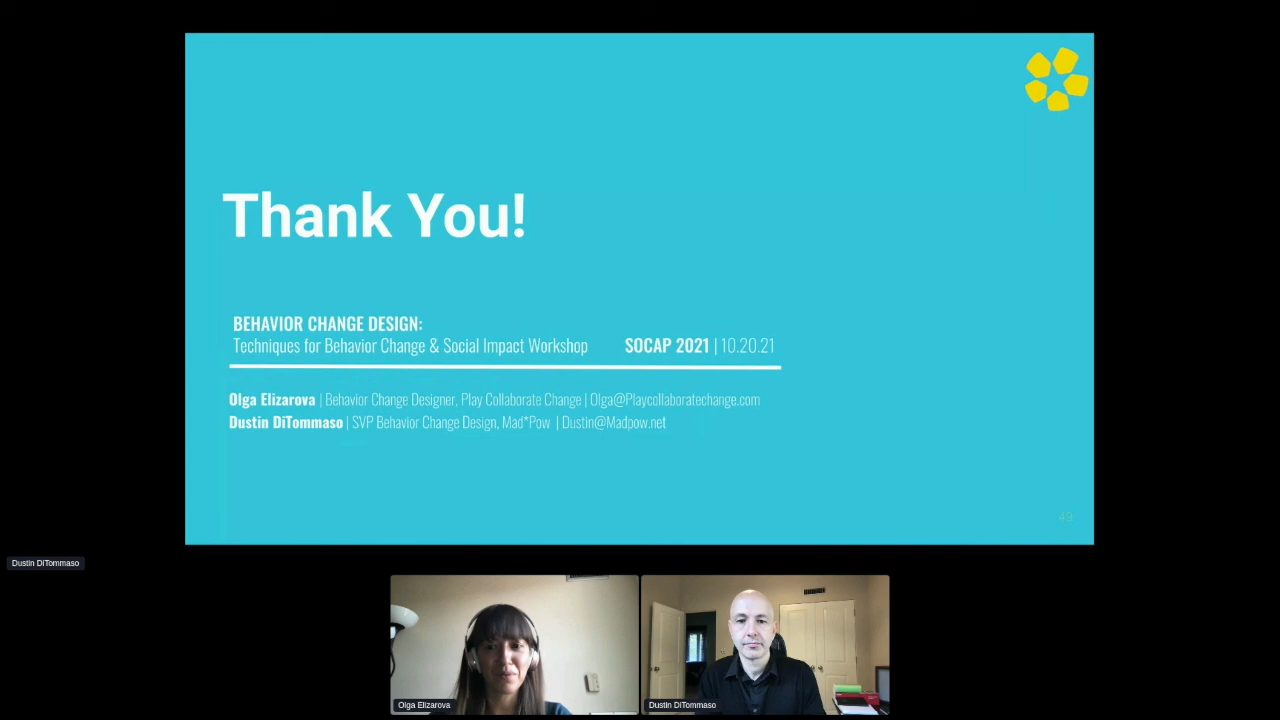 Thank You!
BEHAVIOR CHANGE DESIGN:
Techniques for Behavior Change & Social Impact Workshop SOCAP 2021 | 10.20.21
Olga Elizarova | Behavior Change Designer, Play Collaborate Change | Olga@Playcollaboratechange.com
Dustin DiTommaso | SVP Behavior Change Design, Mad*Pow | Dustin@Madpow.net
49
Dustin DiTommaso
Olga Elizarova
Dustin DiTommaso